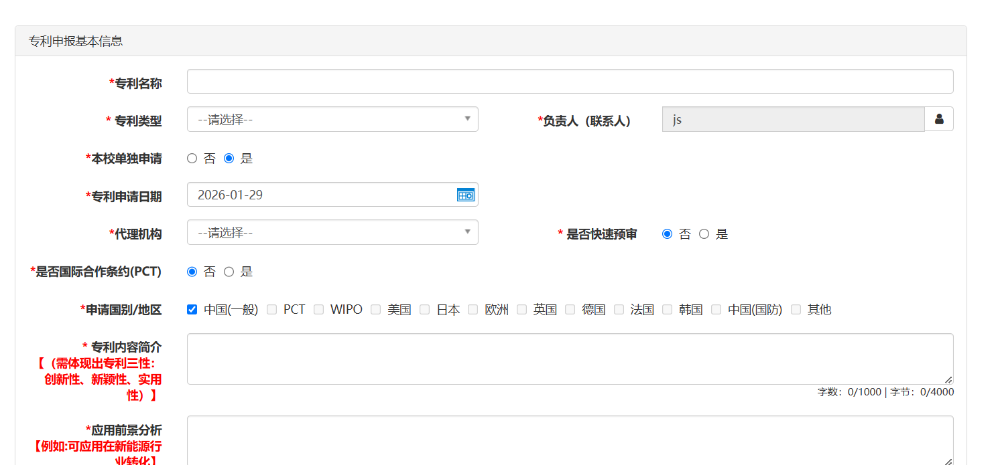 专利申报基本信息
*专利名称
* 专利类型 --请选择-- *负责人（联系人） js
*本校单独申请 否 是
*专利申请日期 2026-01-29
*代理机构 --请选择-- * 是否快速预审 否 是
*是否国际合作条约(PCT) 否 是
*申请国别/地区 中国(一般) PCT WIPO 美国 日本 欧洲 英国 德国 法国 韩国 中国(国防) 其他
* 专利内容简介
【（需体现出专利三性：
创新性、新颖性、实用
性）】
字数：0/1000 | 字节：0/4000
*应用前景分析
【例如:可应用在新能源行
业转化】